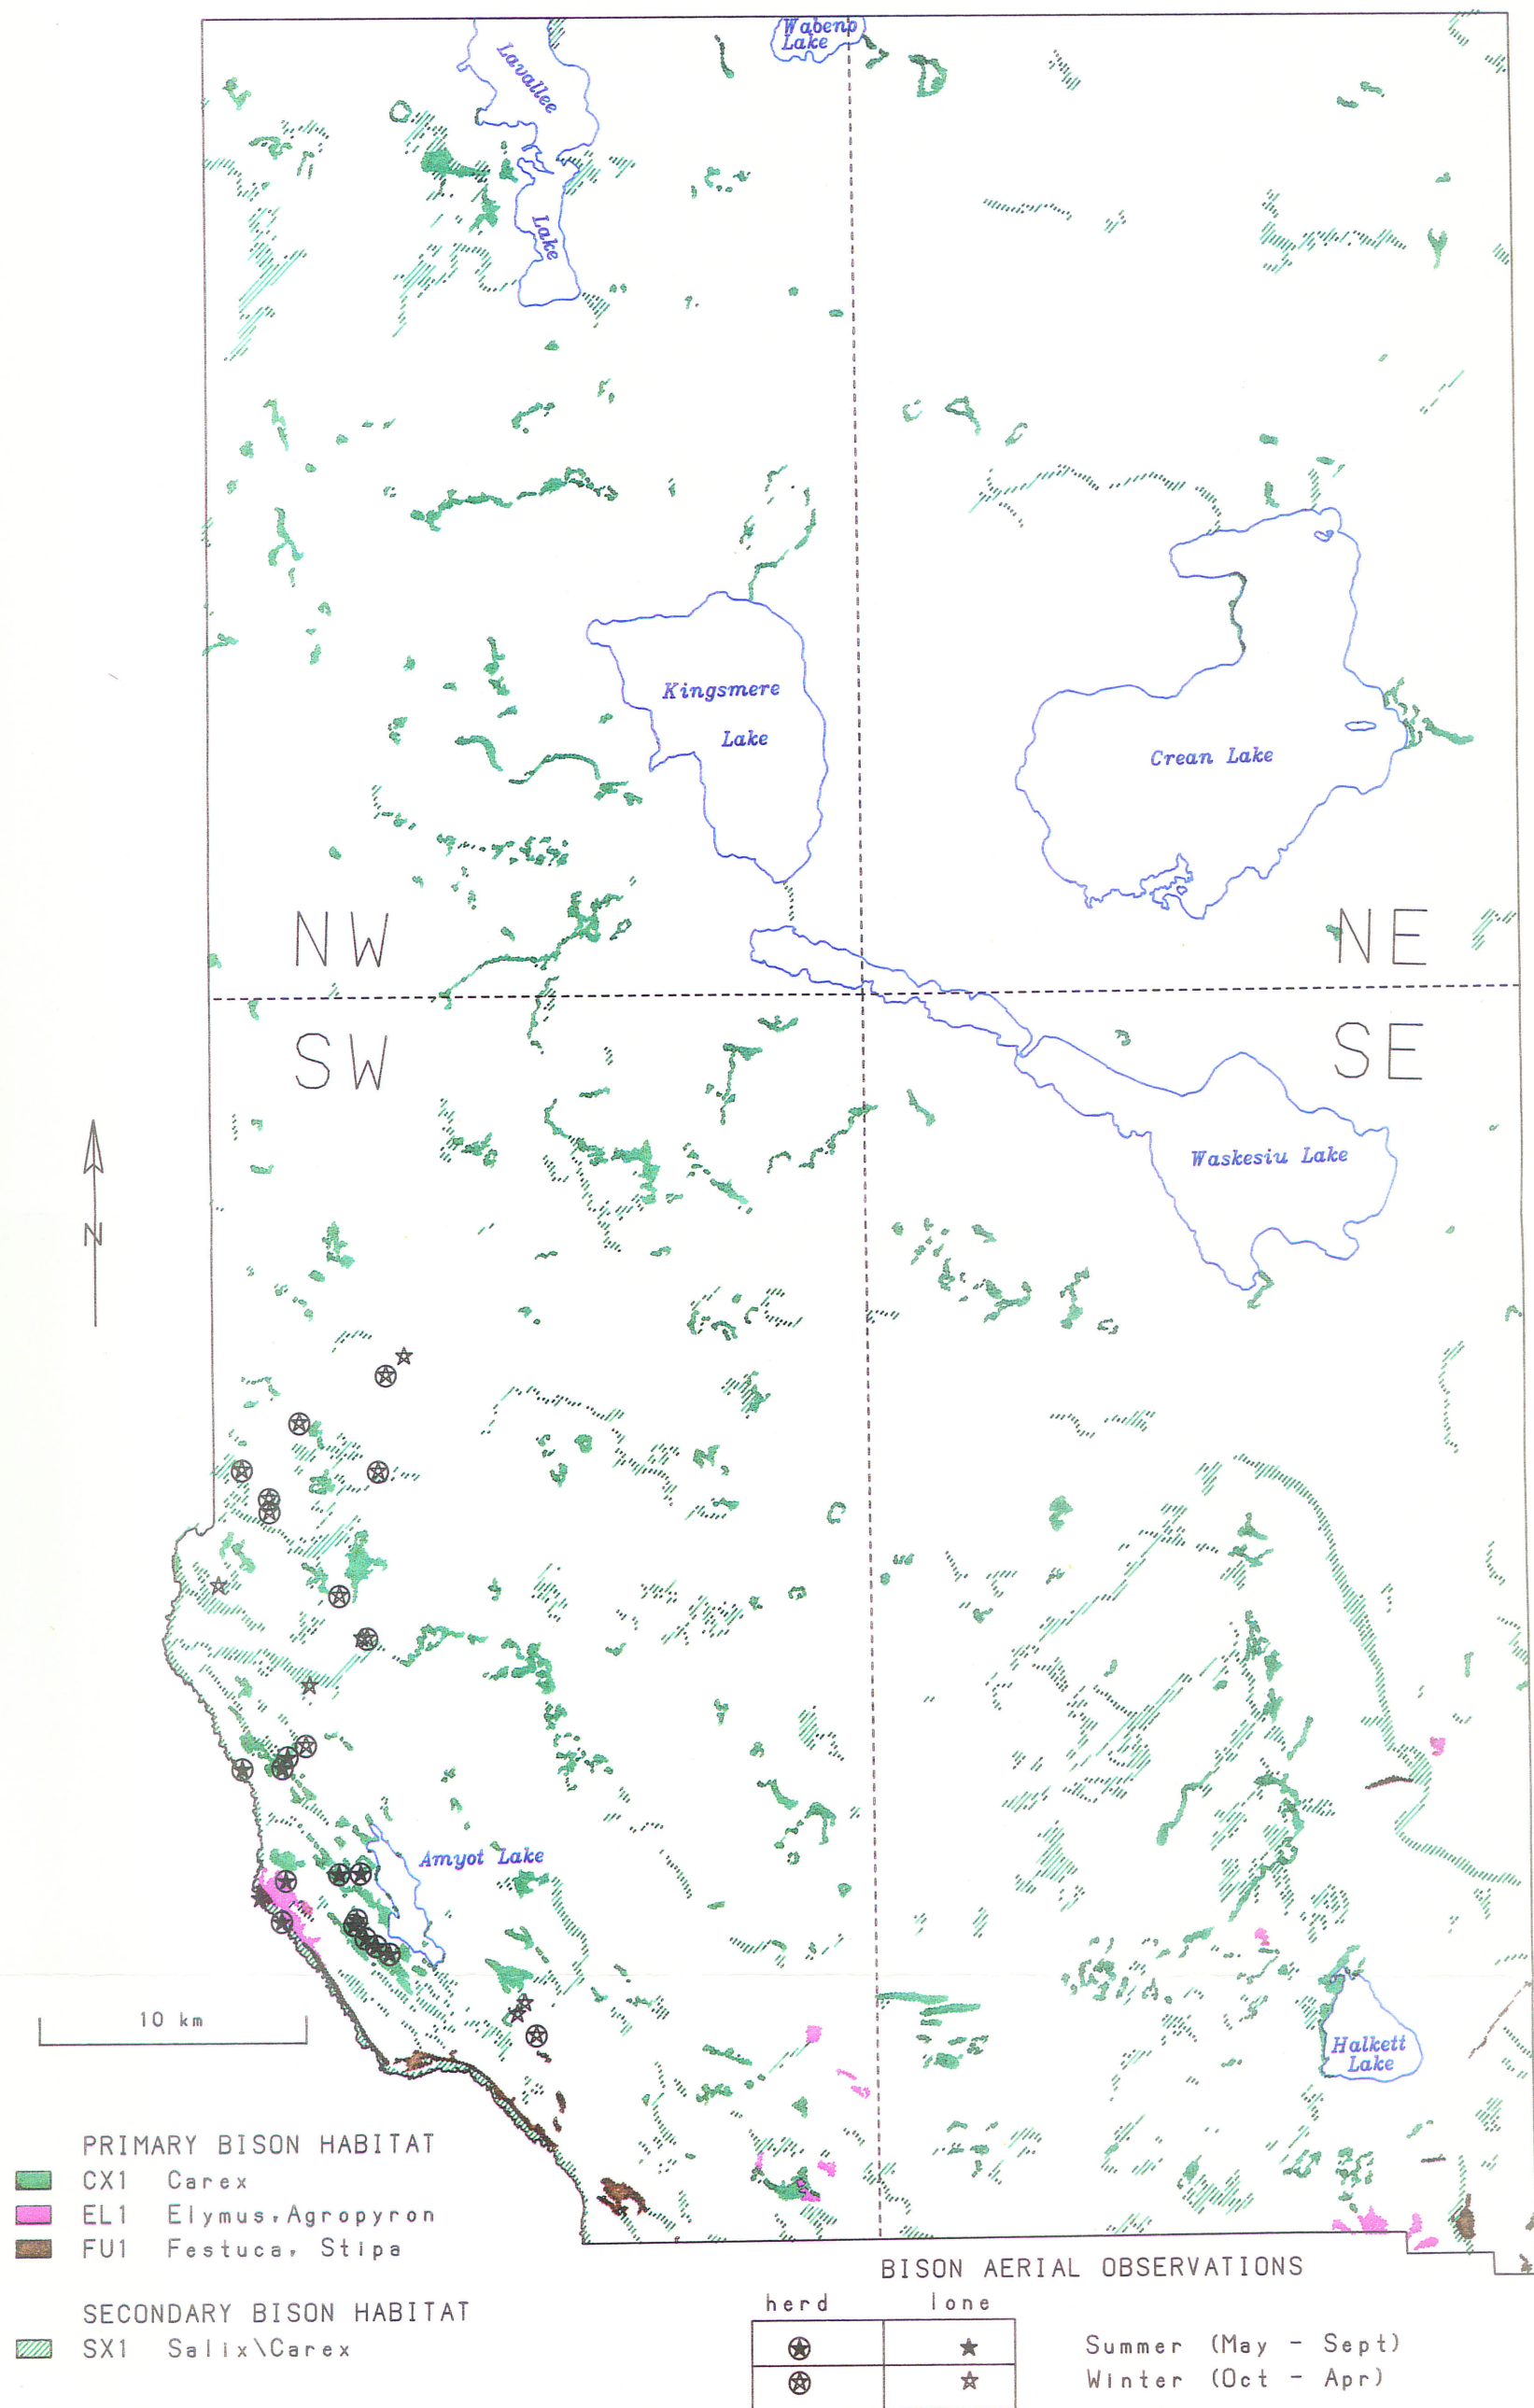 Wabeno
Lake
Lavallee
Lake
Kingsmere
Lake
Crean Lake
NW
NE
SW
SE
Waskesiu Lake
N
Amyot Lake
10 km
Halkett
Lake
PRIMARY BISON HABITAT
CX1 Carex
EL1 Elymus, Agropyron
FU1 Festuca, Stipa
SECONDARY BISON HABITAT
SX1 Salix\Carex
BISON AERIAL OBSERVATIONS
herd lone
Summer (May - Sept)
Winter (Oct - Apr)